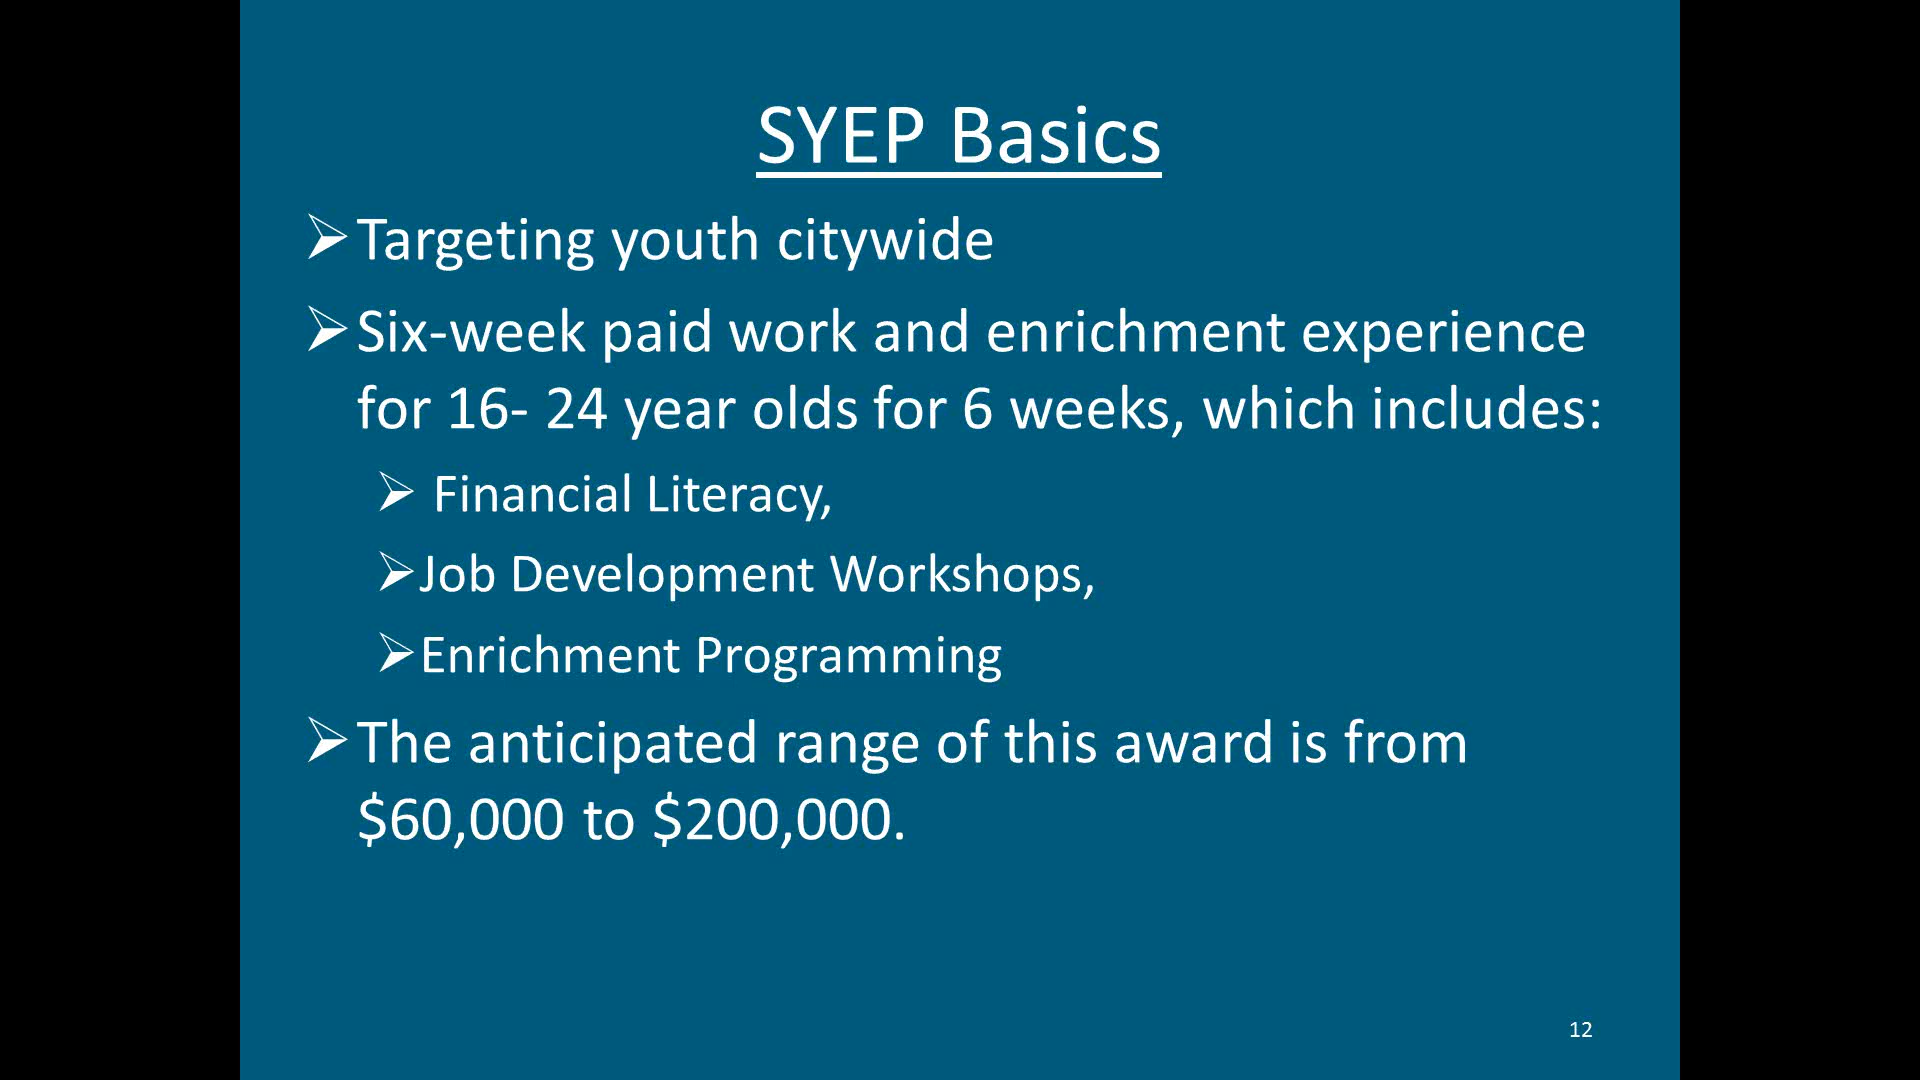 SYEP Basics
➢Targeting youth citywide
➢Six-week paid work and enrichment experience
for 16- 24 year olds for 6 weeks, which includes:
➢ Financial Literacy,
➢Job Development Workshops,
➢Enrichment Programming
➢The anticipated range of this award is from
$60,000 to $200,000.
12